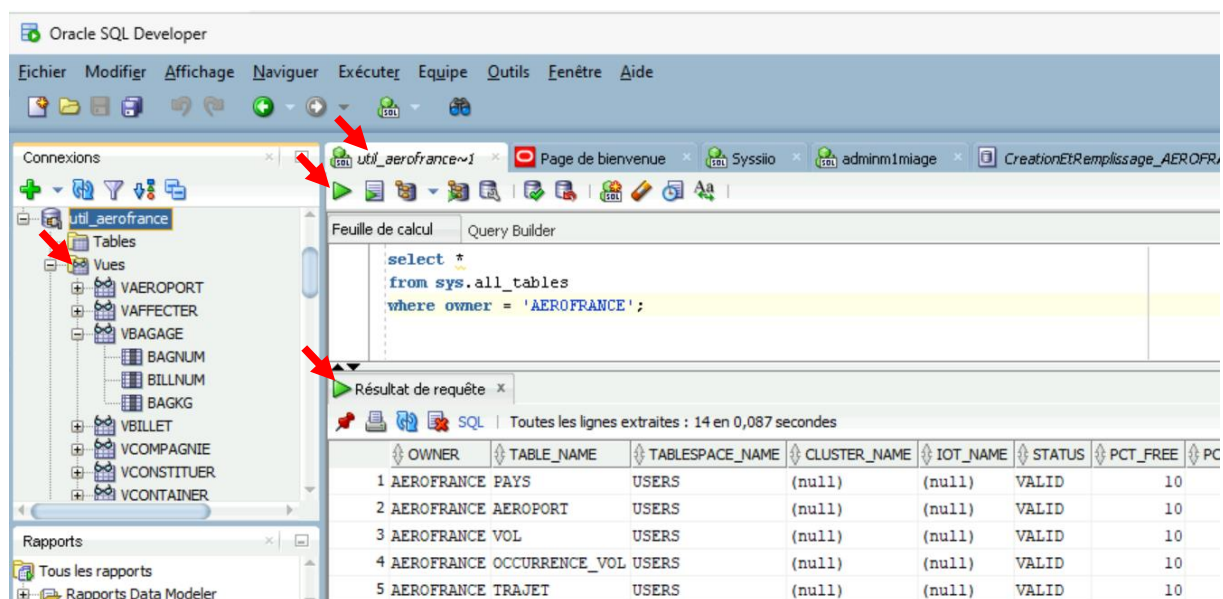 Oracle SQL Developer
Fichier Modifier Affichage Naviguer Exécuter Equipe Outils Fenêtre Aide
Connexions
util_aerofrance
Tables
Vues
VAEROPORT
VAFFECTER
VBAGAGE
BAGNUM
BILLNUM
BAGKG
VBILLET
VCOMPAGNIE
VCONSTITUER
VCONTAINER
Rapports
Tous les rapports
Rapports Data Modeler
util_aerofrance~1 Page de bienvenue Syssiio adminm1miage CreationEtRemplissage_AEROFRA
Feuille de calcul Query Builder
select *
from sys.all_tables
where owner = 'AEROFRANCE';
Résultat de requête
SQL | Toutes les lignes extraites : 14 en 0,087 secondes
OWNER TABLE_NAME TABLESPACE_NAME CLUSTER_NAME IOT_NAME STATUS PCT_FREE PC
1 AEROFRANCE PAYS USERS (null) (null) VALID 10
2 AEROFRANCE AEROPORT USERS (null) (null) VALID 10
3 AEROFRANCE VOL USERS (null) (null) VALID 10
4 AEROFRANCE OCCURRENCE_VOL USERS (null) (null) VALID 10
5 AEROFRANCE TRAJET USERS (null) (null) VALID 10